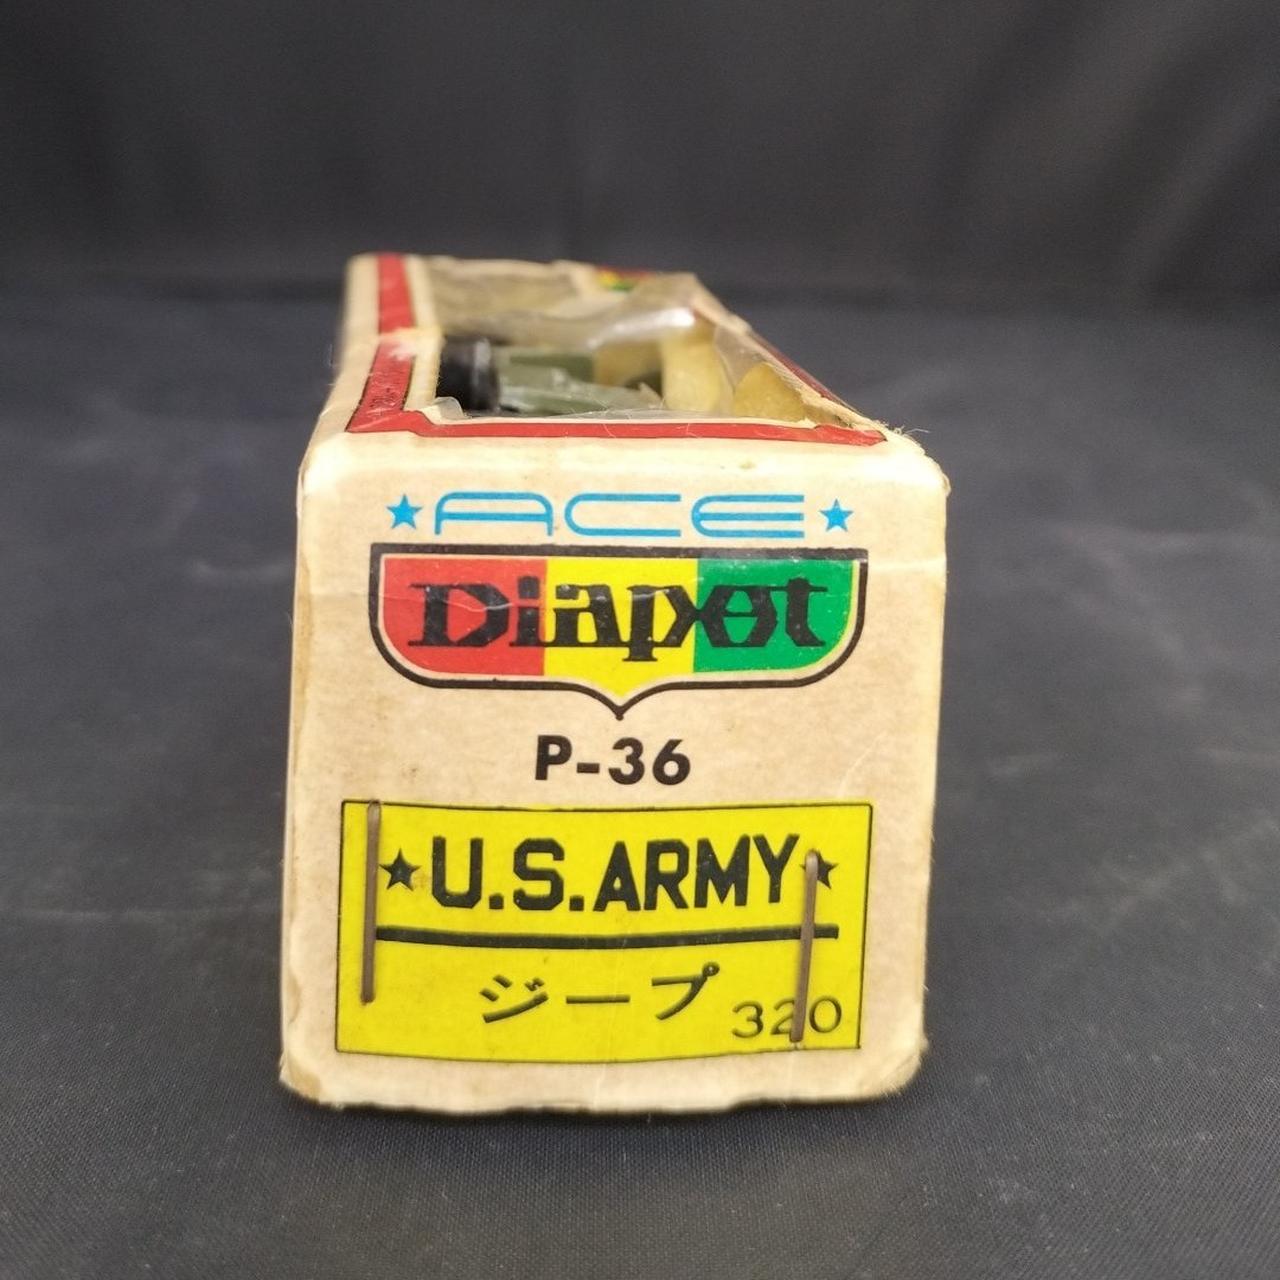 ★ACE★
Diapet
P-36
★U.S.ARMY★
ジープ 320